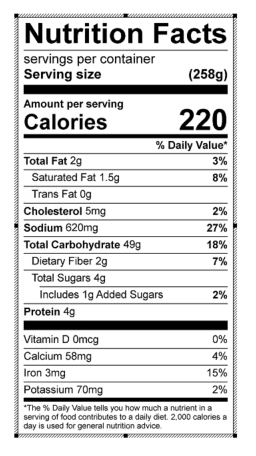 Nutrition Facts
servings per container
Serving size (258g)
Amount per serving
Calories 220
% Daily Value*
Total Fat 2g 3%
Saturated Fat 1.5g 8%
Trans Fat 0g
Cholesterol 5mg 2%
Sodium 620mg 27%
Total Carbohydrate 49g 18%
Dietary Fiber 2g 7%
Total Sugars 4g
Includes 1g Added Sugars 2%
Protein 4g
Vitamin D 0mcg 0%
Calcium 58mg 4%
Iron 3mg 15%
Potassium 70mg 2%
*The % Daily Value tells you how much a nutrient in a
serving of food contributes to a daily diet. 2,000 calories a
day is used for general nutrition advice.